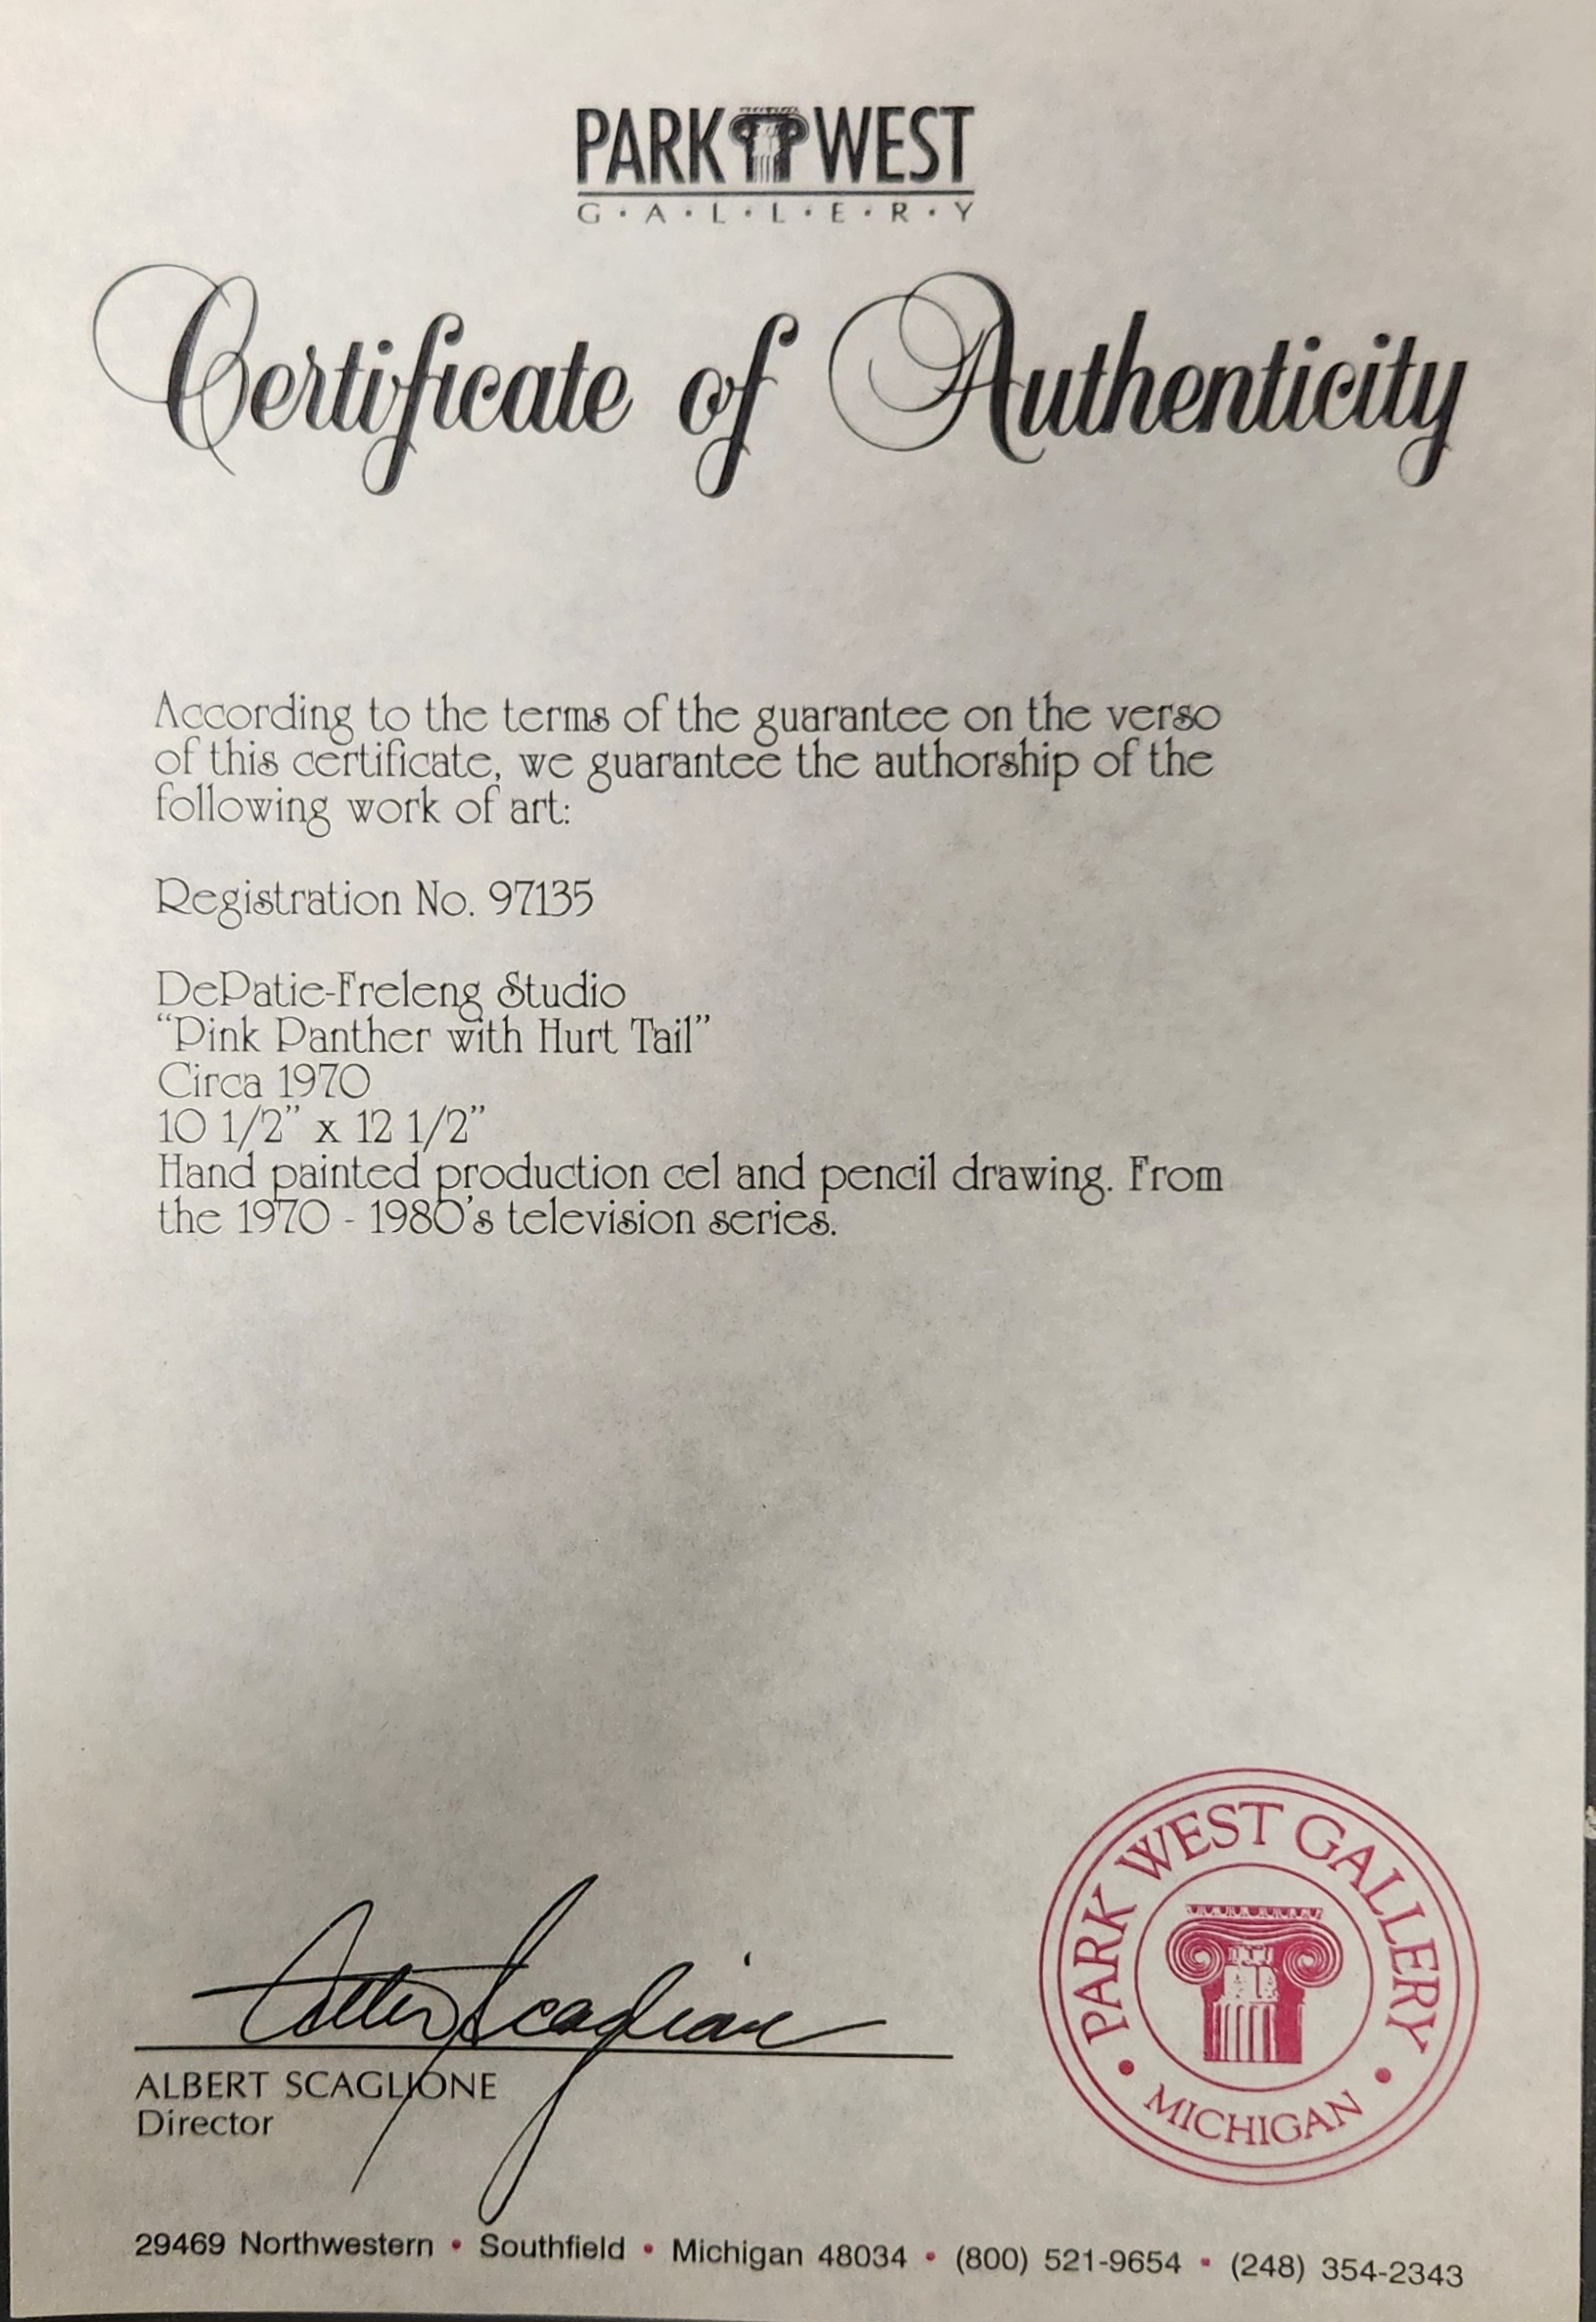 PARK WEST
G·A·L·L·E·R·Y
Certificate of Authenticity
According to the terms of the guarantee on the verso
of this certificate, we guarantee the authorship of the
following work of art:
Registration No. 97135
DePatie-Freleng Studio
“Pink Panther with Hurt Tail”
Circa 1970
10 1/2” x 12 1/2”
Hand painted production cel and pencil drawing. From
the 1970 - 1980’s television series.
Albert Scaglione
ALBERT SCAGLIONE
Director
PARK WEST GALLERY
• MICHIGAN •
29469 Northwestern • Southfield • Michigan 48034 • (800) 521-9654 • (248) 354-2343